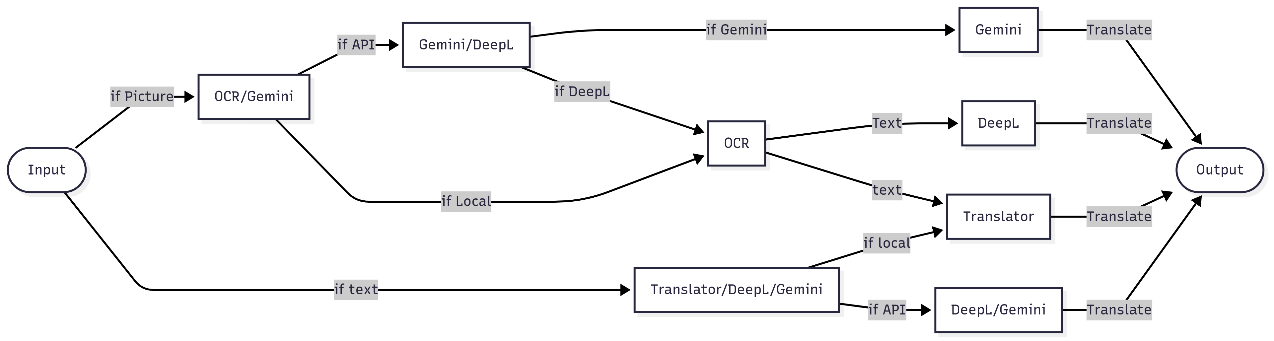 Input
if Picture
OCR/Gemini
if API
Gemini/DeepL
if Gemini
Gemini
Translate
if DeepL
OCR
Text
DeepL
Translate
if Local
text
Translator
Translate
if text
Translator/DeepL/Gemini
if local
if API
DeepL/Gemini
Translate
Output